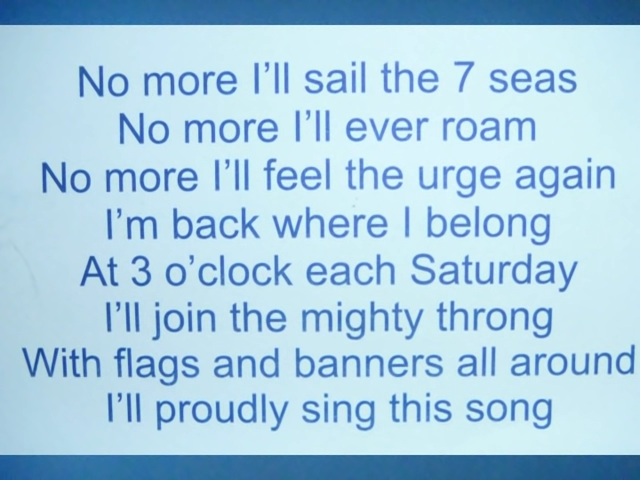 No more I'll sail the 7 seas
No more I'll ever roam
No more I'll feel the urge again
I'm back where I belong
At 3 o'clock each Saturday
I'll join the mighty throng
With flags and banners all around
I'll proudly sing this song